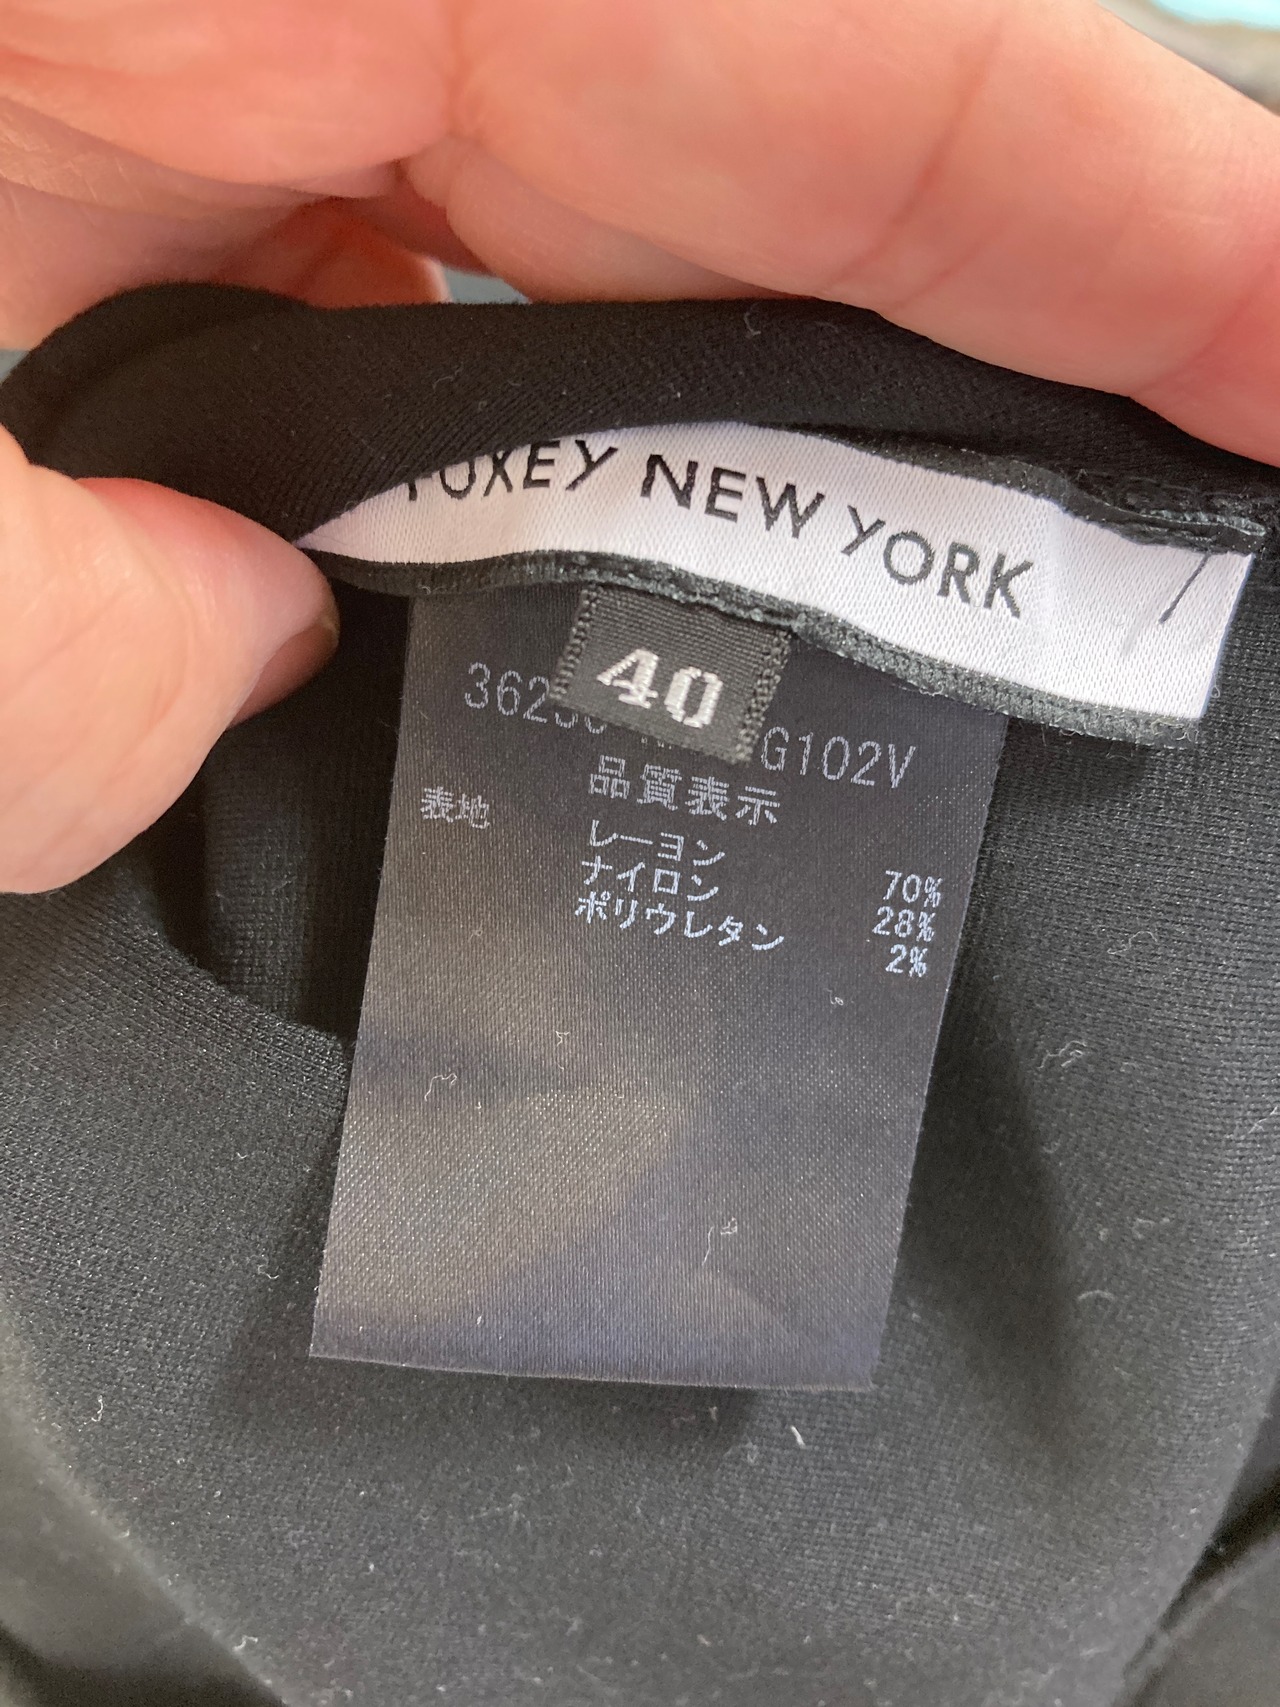 FOXEY NEW YORK
40
G102V
品質表示
表地
レーヨン 70%
ナイロン 28%
ポリウレタン 2%